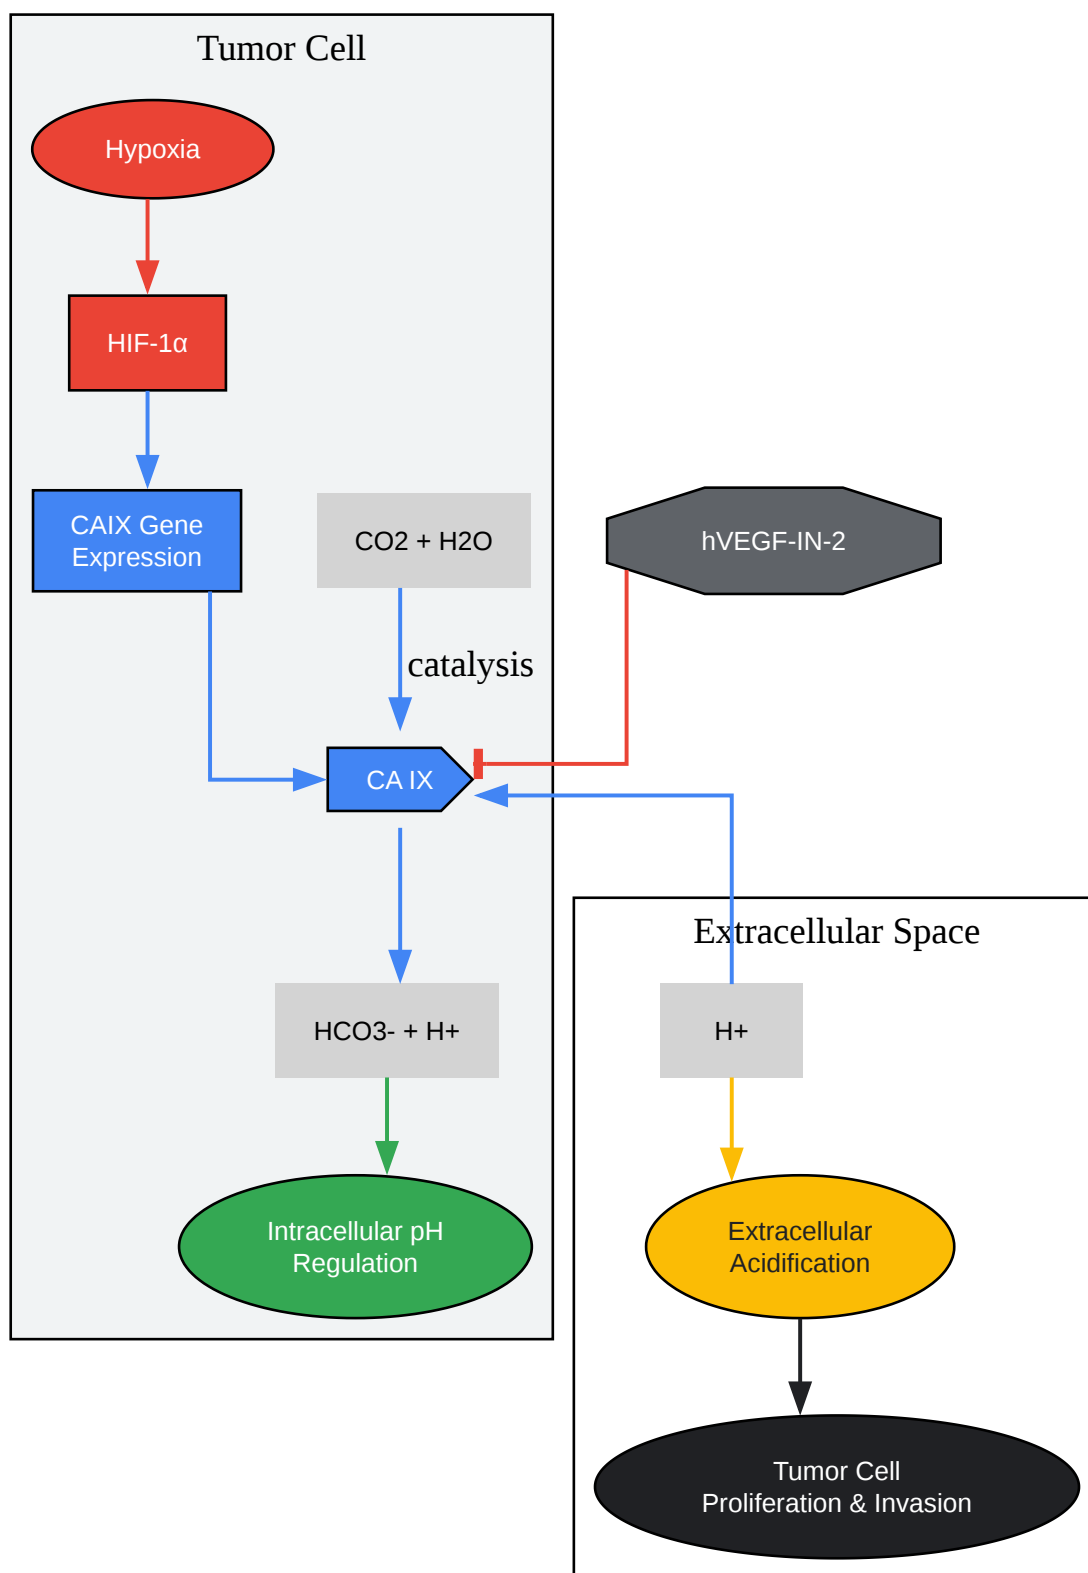 Tumor Cell
Hypoxia
HIF-1α
CAIX Gene
Expression
CO2 + H2O
hVEGF-IN-2
catalysis
CA IX
Extracellular Space
HCO3- + H+
H+
Intracellular pH
Regulation
Extracellular
Acidification
Tumor Cell
Proliferation & Invasion